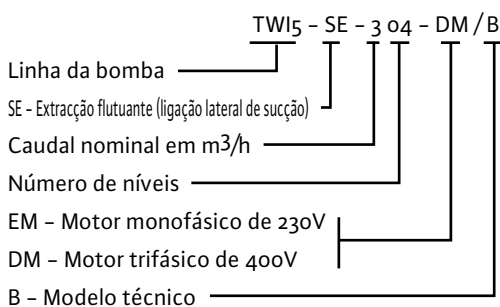 TWI5 - SE - 3 04 - DM / B
Linha da bomba
SE – Extracção flutuante (ligação lateral de sucção)
Caudal nominal em m3/h
Número de níveis
EM – Motor monofásico de 230V
DM – Motor trifásico de 400V
B – Modelo técnico